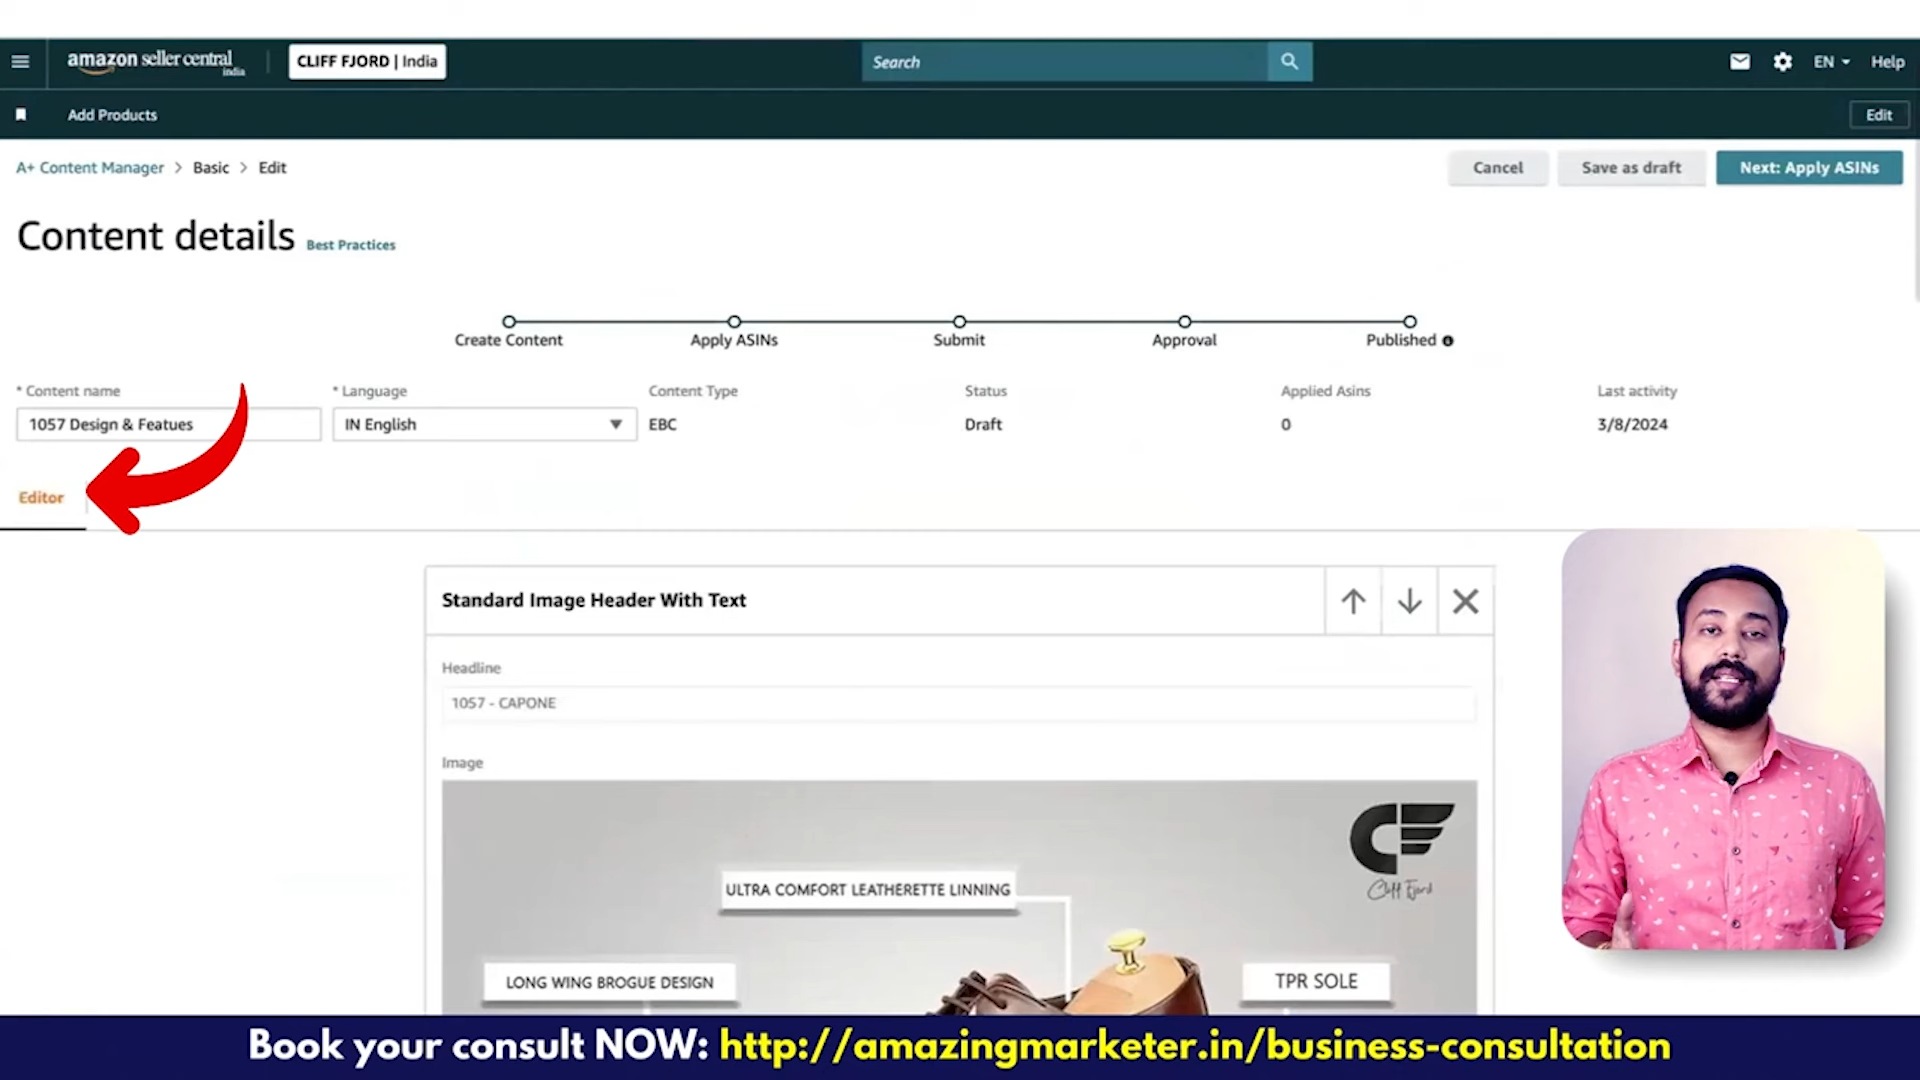 amazon seller central
india
CLIFF FJORD | India
Search
EN
Help
Add Products
Edit
A+ Content Manager > Basic > Edit
Cancel
Save as draft
Next: Apply ASINs
Content details
Best Practices
Create Content
Apply ASINs
Submit
Approval
Published
* Content name
* Language
Content Type
Status
Applied Asins
Last activity
1057 Design & Featues
IN English
EBC
Draft
0
3/8/2024
Editor
Standard Image Header With Text
Headline
1057 - CAPONE
Image
CF
Cliff Fjord
ULTRA COMFORT LEATHERETTE LINNING
LONG WING BROGUE DESIGN
TPR SOLE
Book your consult NOW: http://amazingmarketer.in/business-consultation